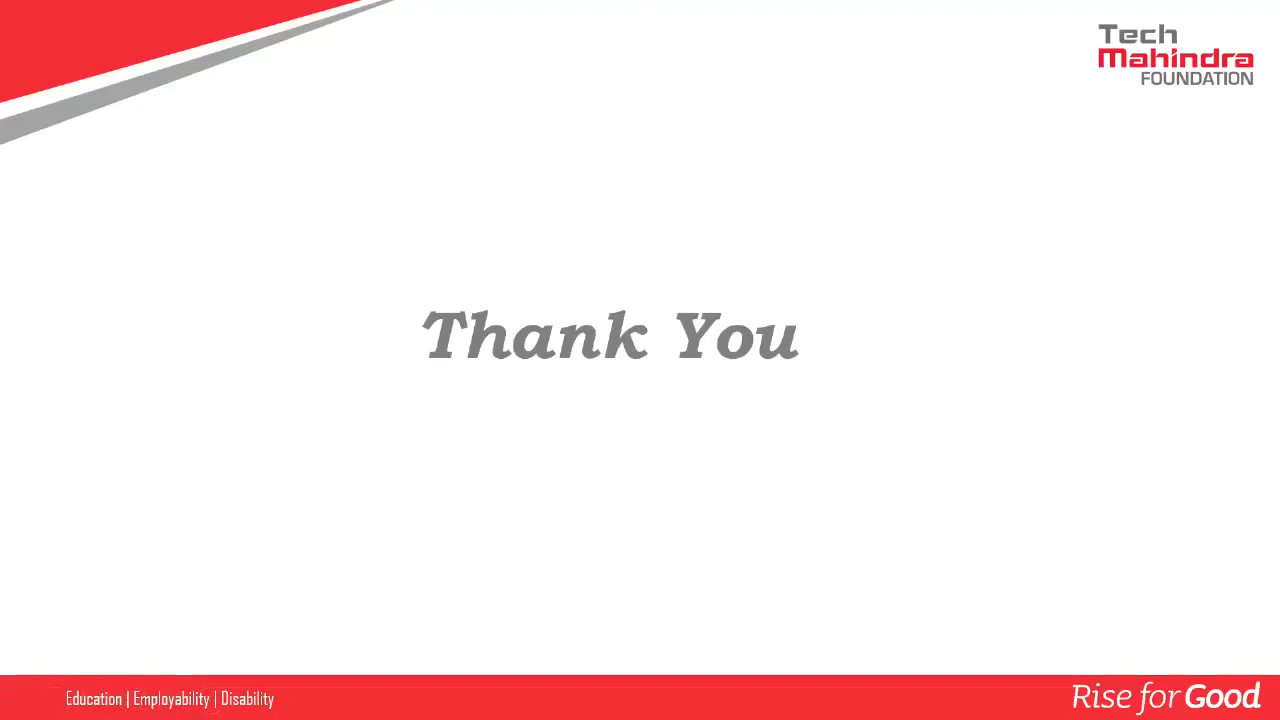 Tech
Mahindra
FOUNDATION
Thank You
Education | Employability | Disability
Rise for Good